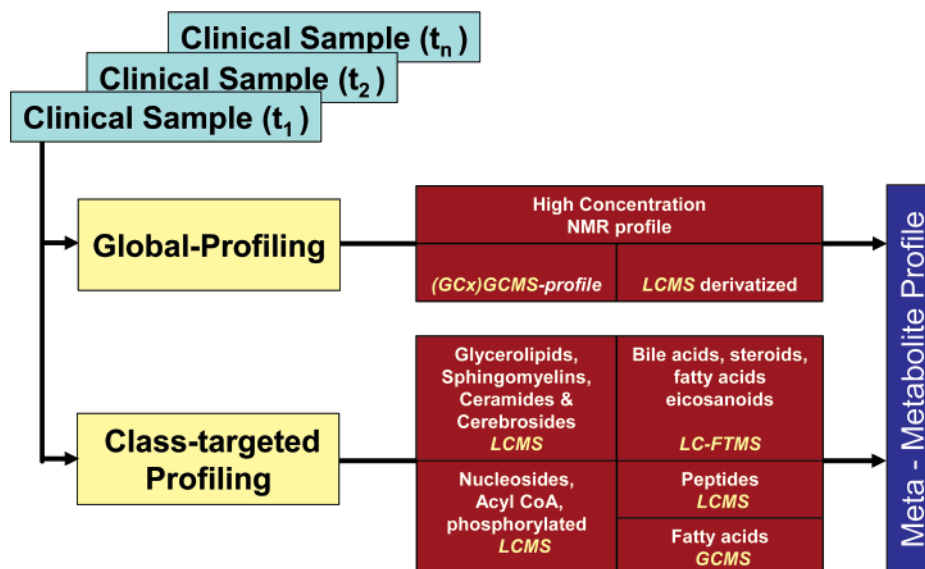 Clinical Sample (tn)
Clinical Sample (t2)
Clinical Sample (t1)
Global-Profiling
High Concentration
NMR profile
(GCx)GCMS-profile
LCMS derivatized
Class-targeted
Profiling
Glycerolipids,
Sphingomyelins,
Ceramides &
Cerebrosides
LCMS
Bile acids, steroids,
fatty acids
eicosanoids
LC-FTMS
Nucleosides,
Acyl CoA,
phosphorylated
LCMS
Peptides
LCMS
Fatty acids
GCMS
Meta - Metabolite Profile